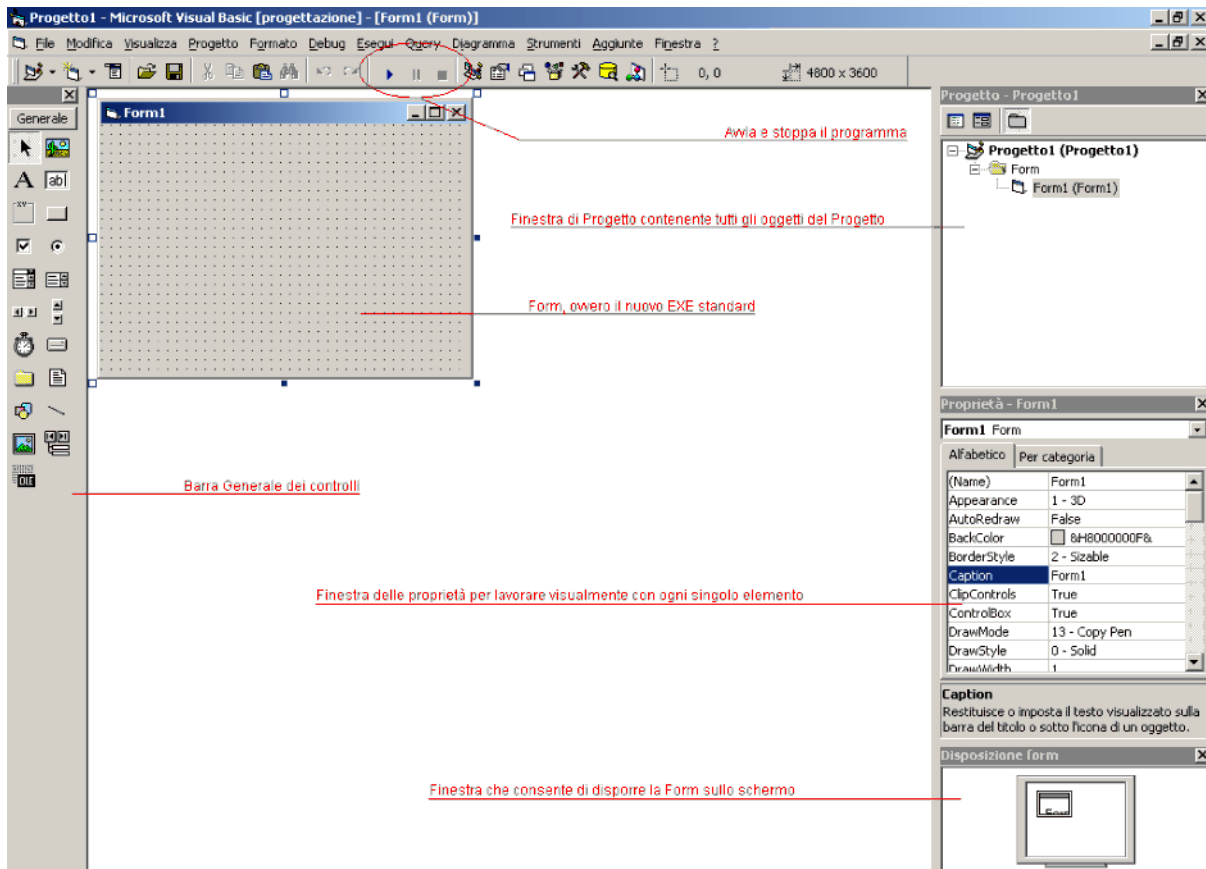 Progetto1 - Microsoft Visual Basic [progettazione] - [Form1 (Form)]
File Modifica Visualizza Progetto Formato Debug Esegui Query Diagramma Strumenti Aggiunte Finestra ?
0, 0 4800 x 3600
Generale
A ab|
xy
OLE
Form1
Avvia e stoppa il programma
Finestra di Progetto contenente tutti gli oggetti del Progetto
Form, ovvero il nuovo EXE standard
Barra Generale dei controlli
Finestra delle proprietà per lavorare visualmente con ogni singolo elemento
Finestra che consente di disporre la Form sullo schermo
Progetto - Progetto1
Progetto1 (Progetto1)
Form
Form1 (Form1)
Proprietà - Form1
Form1 Form
Alfabetico Per categoria
(Name) Form1
Appearance 1 - 3D
AutoRedraw False
BackColor &H8000000F&
BorderStyle 2 - Sizable
Caption Form1
ClipControls True
ControlBox True
DrawMode 13 - Copy Pen
DrawStyle 0 - Solid
DrawWidth 1
Caption
Restituisce o imposta il testo visualizzato sulla
barra del titolo o sotto l'icona di un oggetto.
Disposizione form
Form